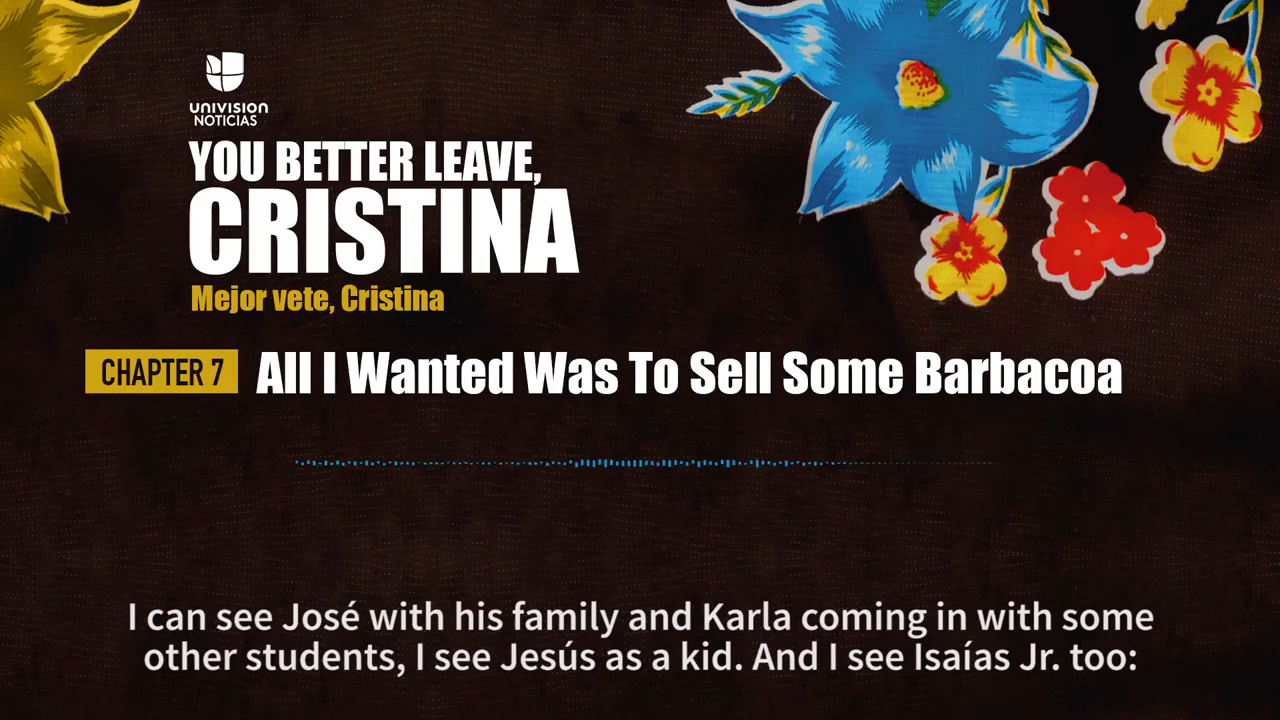 UNIVISION
NOTICIAS
YOU BETTER LEAVE,
CRISTINA
Mejor vete, Cristina
CHAPTER 7 All I Wanted Was To Sell Some Barbacoa
I can see José with his family and Karla coming in with some
other students, I see Jesús as a kid. And I see Isaías Jr. too: